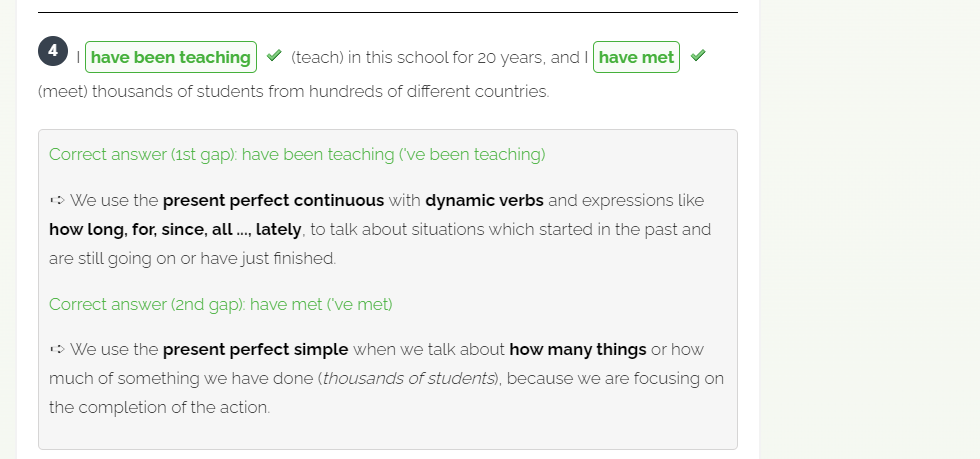 4 I have been teaching ✔ (teach) in this school for 20 years, and I have met ✔
(meet) thousands of students from hundreds of different countries.
Correct answer (1st gap): have been teaching ('ve been teaching)
➪ We use the present perfect continuous with dynamic verbs and expressions like
how long, for, since, all ..., lately, to talk about situations which started in the past and
are still going on or have just finished.
Correct answer (2nd gap): have met ('ve met)
➪ We use the present perfect simple when we talk about how many things or how
much of something we have done (thousands of students), because we are focusing on
the completion of the action.